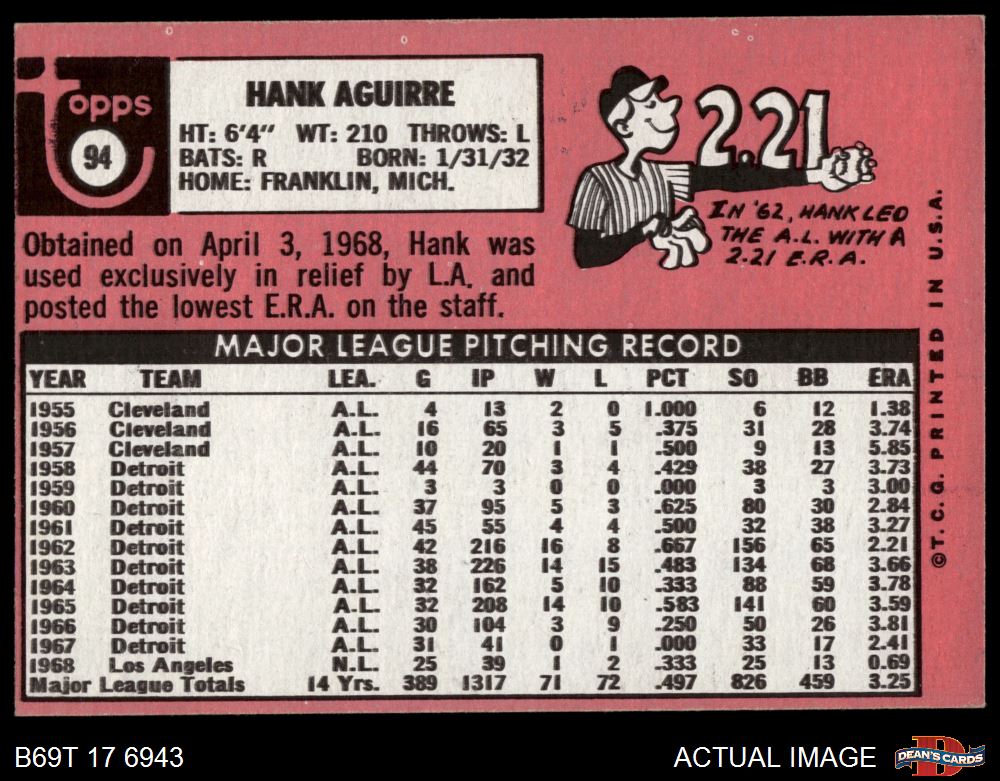 Topps
94
HANK AGUIRRE
HT: 6'4" WT: 210 THROWS: L
BATS: R BORN: 1/31/32
HOME: FRANKLIN, MICH.
2.21
IN '62, HANK LED
THE A.L. WITH A
2.21 E.R.A.
Obtained on April 3, 1968, Hank was
used exclusively in relief by L.A. and
posted the lowest E.R.A. on the staff.
MAJOR LEAGUE PITCHING RECORD
YEAR TEAM LEA. G IP W L PCT SO BB ERA
1955 Cleveland A.L. 4 13 2 0 1.000 6 12 1.38
1956 Cleveland A.L. 16 65 3 5 .375 31 28 3.74
1957 Cleveland A.L. 10 20 1 1 .500 9 13 5.85
1958 Detroit A.L. 44 70 3 4 .429 38 27 3.73
1959 Detroit A.L. 3 3 0 0 .000 3 3 3.00
1960 Detroit A.L. 37 95 5 3 .625 80 30 2.84
1961 Detroit A.L. 45 55 4 4 .500 32 38 3.27
1962 Detroit A.L. 42 216 16 8 .667 156 65 2.21
1963 Detroit A.L. 38 226 14 15 .483 134 68 3.66
1964 Detroit A.L. 32 162 5 10 .333 88 59 3.78
1965 Detroit A.L. 32 208 14 10 .583 141 60 3.59
1966 Detroit A.L. 30 104 3 9 .250 50 26 3.81
1967 Detroit A.L. 31 41 0 1 .000 33 17 2.41
1968 Los Angeles N.L. 25 39 1 2 .333 25 13 0.69
Major League Totals 14 Yrs. 389 1317 71 72 .497 826 459 3.25
©T.C.G. PRINTED IN U.S.A.
B69T 17 6943
ACTUAL IMAGE
D
DEAN'S CARDS